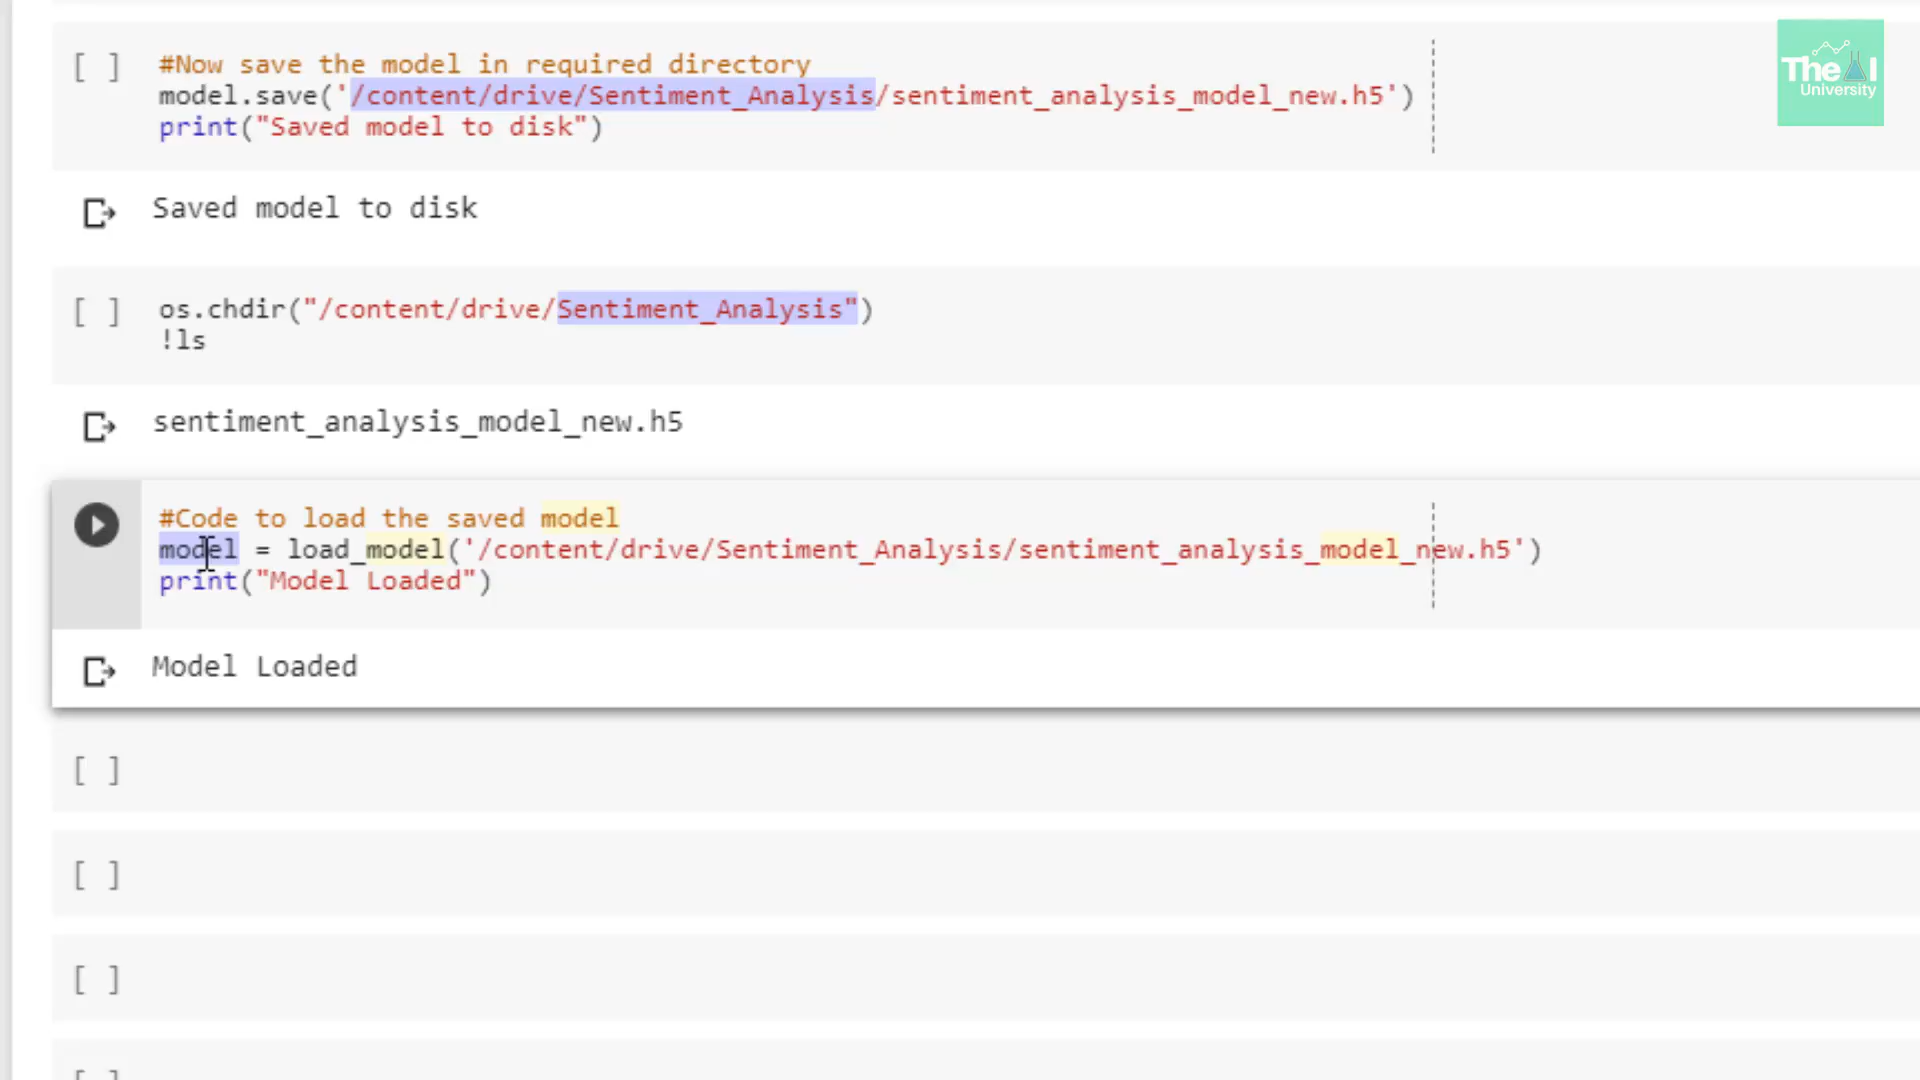 [ ] #Now save the model in required directory
model.save('/content/drive/Sentiment_Analysis/sentiment_analysis_model_new.h5')
print("Saved model to disk")
Saved model to disk
[ ] os.chdir("/content/drive/Sentiment_Analysis")
!ls
sentiment_analysis_model_new.h5
#Code to load the saved model
model = load_model('/content/drive/Sentiment_Analysis/sentiment_analysis_model_new.h5')
print("Model Loaded")
Model Loaded
[ ]
[ ]
[ ]
[ ]
The AI
University